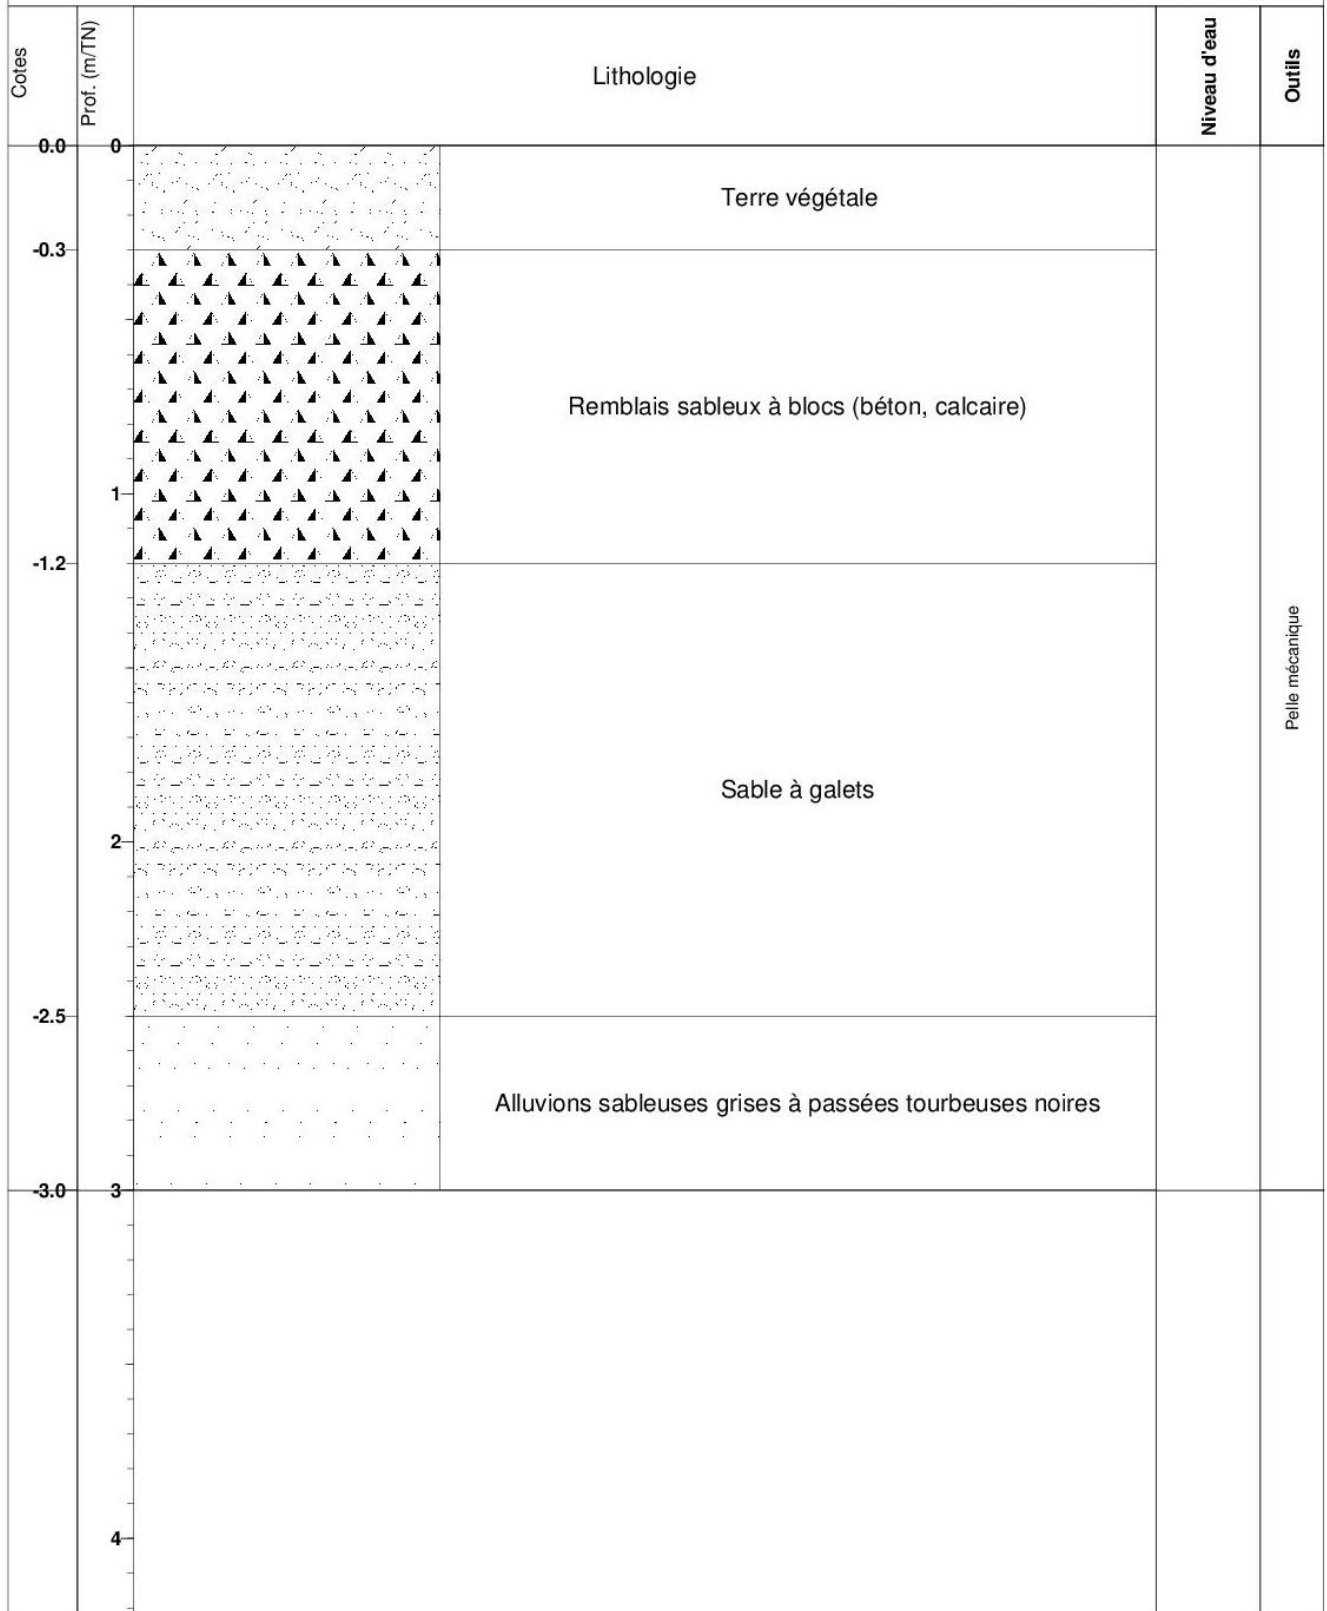 Cotes
Prof. (m/TN)
Lithologie
Niveau d'eau
Outils
0.0
0
Terre végétale
-0.3
Remblais sableux à blocs (béton, calcaire)
1
-1.2
Pelle mécanique
Sable à galets
2
-2.5
Alluvions sableuses grises à passées tourbeuses noires
-3.0
3
4